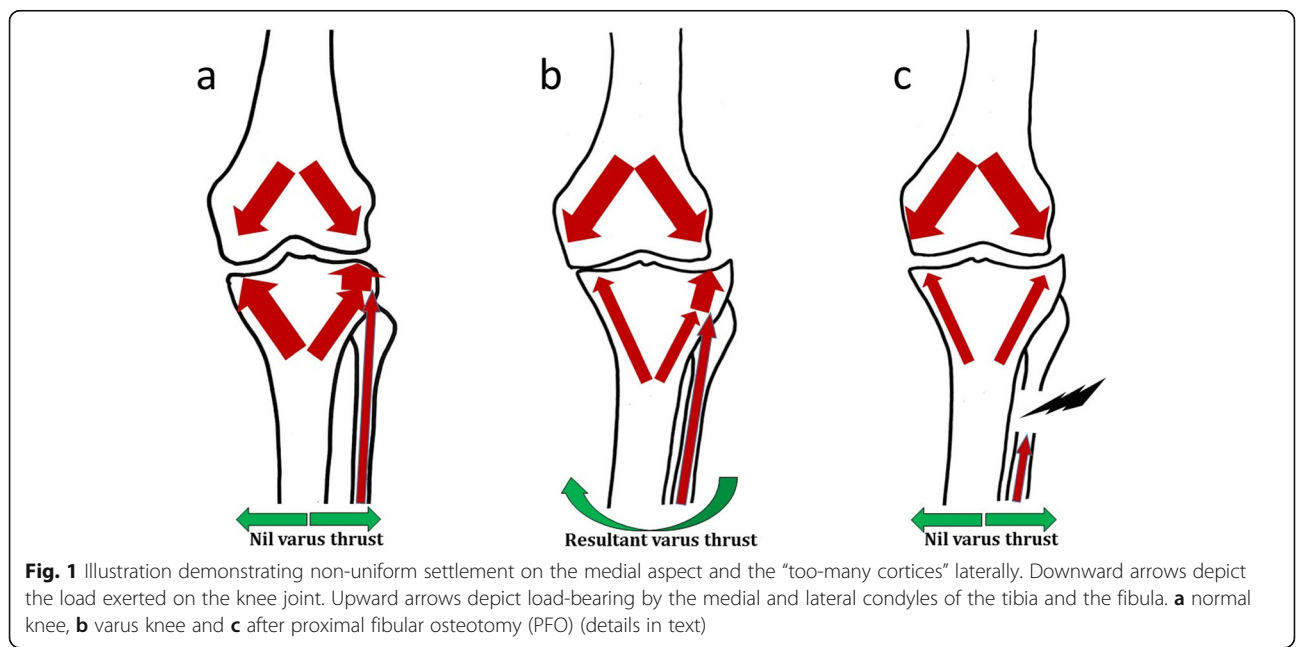 a
b
c
Nil varus thrust
Resultant varus thrust
Nil varus thrust
Fig. 1 Illustration demonstrating non-uniform settlement on the medial aspect and the “too-many cortices” laterally. Downward arrows depict
the load exerted on the knee joint. Upward arrows depict load-bearing by the medial and lateral condyles of the tibia and the fibula. a normal
knee, b varus knee and c after proximal fibular osteotomy (PFO) (details in text)